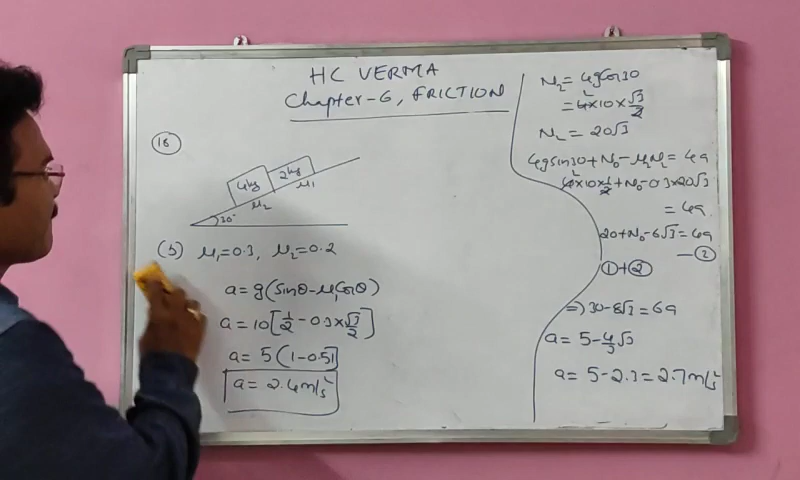 HC VERMA
Chapter-6, FRICTION
18
4kg 2kg
μ1
μ2
30°
(b) μ1=0.3, μ2=0.2
a=g(sinθ-μ1cosθ)
a=10[1/2-0.3×√3/2]
a=5(1-0.51]
a=2.4m/s²
N2=4gcos30
=4×10×√3/2 2
N2=20√3
4gsin30+N0-μ2N2=4a
4×10×1/2+N0-0.3×20√3 2
=4a.
20+N0-6√3=4a
—②
①+②
⇒)30-8√3=6a
a=5-4/3√3
a=5-2.3=2.7m/s²